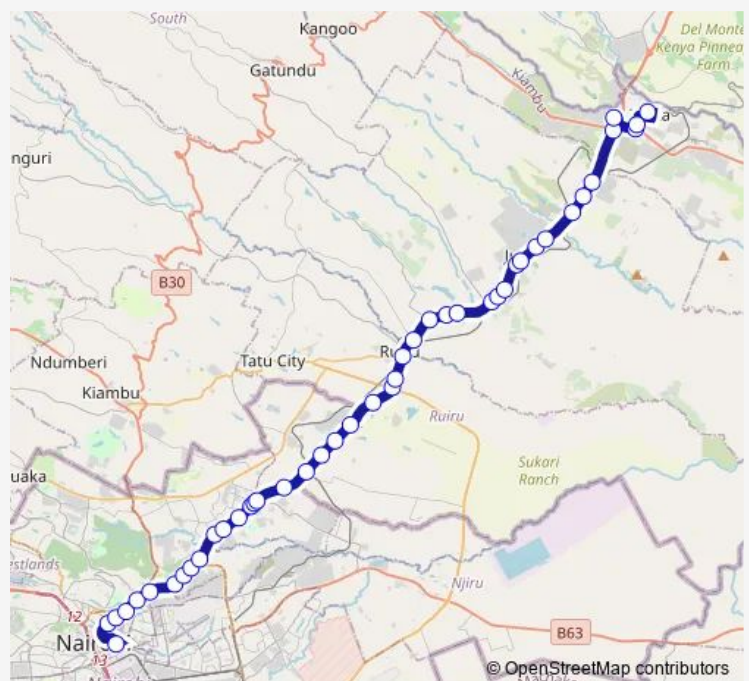 South
Kangoo
Del Monte
Kenya Pinnea
Farm
Gatundu
Kiambu
a
nguri
B30
Ndumberi
Tatu City
Kiambu
Ruiru
uaka
Sukari
Ranch
estlands
Njiru
12
B63
13
© OpenStreetMap contributors